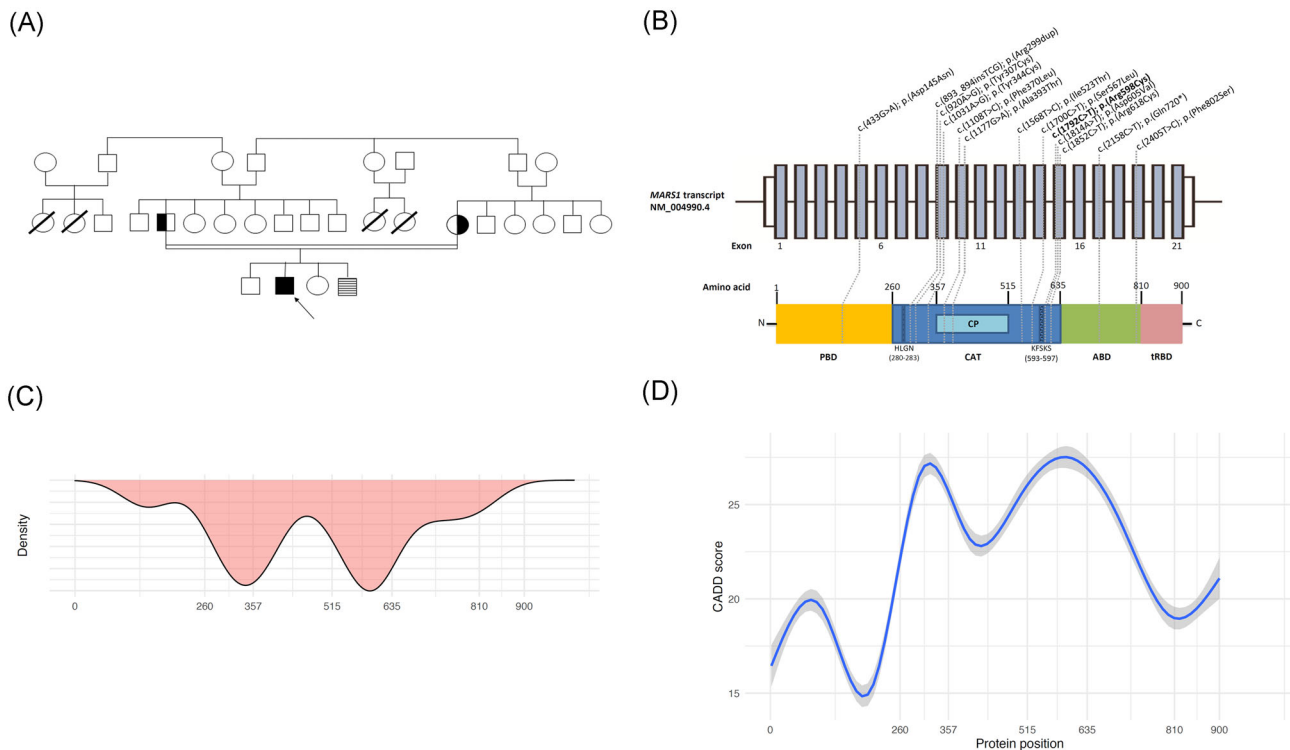 (A)
(B)
c.(433G>A); p.(Asp145Asn)
c.(893_894insTCG); p.(Arg299dup)
c.(920A>G); p.(Tyr307Cys)
c.(1031A>G); p.(Tyr344Cys)
c.(1108T>C); p.(Phe370Leu)
c.(1177G>A); p.(Ala393Thr)
c.(1568T>C); p.(Ile523Thr)
c.(1700C>T); p.(Ser567Leu)
c.(1792C>T); p.(Arg598Cys)
c.(1814A>T); p.(Asp605Val)
c.(1852C>T); p.(Arg618Cys)
c.(2158C>T); p.(Gln720*)
c.(2405T>C); p.(Phe802Ser)
MARS1 transcript
NM_004990.4
Exon 1 6 11 16 21
Amino acid 1 260 357 515 635 810 900
N CP C
HLGN KFSKS
(280-283) (593-597)
PBD CAT ABD tRBD
(C)
Density
0 260 357 515 635 810 900
(D)
CADD score
25
20
15
0 260 357 515 635 810 900
Protein position